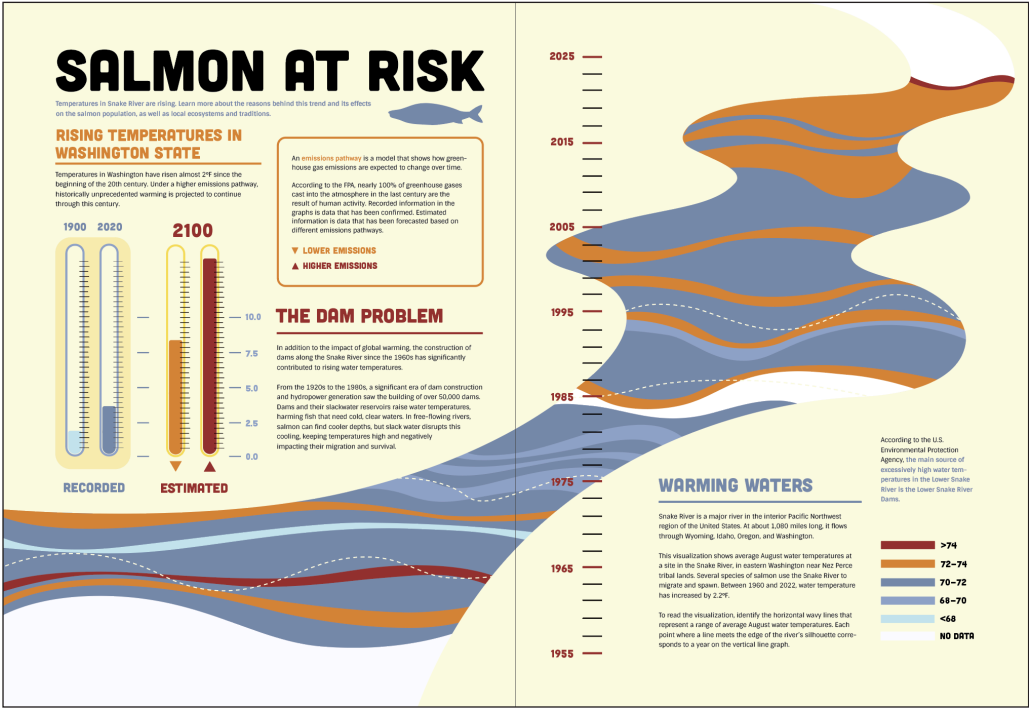 SALMON AT RISK
Temperatures in Snake River are rising. Learn more about the reasons behind this trend and its effects
on the salmon population, as well as local ecosystems and traditions.
RISING TEMPERATURES IN
WASHINGTON STATE
Temperatures in Washington have risen almost 2ºF since the
beginning of the 20th century. Under a higher emissions pathway,
historically unprecedented warming is projected to continue
through this century.
1900 2020
2100
10.0
7.5
5.0
2.5
0.0
RECORDED
ESTIMATED
An emissions pathway is a model that shows how green-
house gas emissions are expected to change over time.
According to the FPA, nearly 100% of greenhouse gases
cast into the atmosphere in the last century are the
result of human activity. Recorded information in the
graphs is data that has been confirmed. Estimated
information is data that has been forecasted based on
different emissions pathways.
▼ LOWER EMISSIONS
▲ HIGHER EMISSIONS
THE DAM PROBLEM
In addition to the impact of global warming, the construction of
dams along the Snake River since the 1960s has significantly
contributed to rising water temperatures.
From the 1920s to the 1980s, a significant era of dam construction
and hydropower generation saw the building of over 50,000 dams.
Dams and their slackwater reservoirs raise water temperatures,
harming fish that need cold, clear waters. In free-flowing rivers,
salmon can find cooler depths, but slack water disrupts this
cooling, keeping temperatures high and negatively
impacting their migration and survival.
2025
2015
2005
1995
1985
1975
1965
1955
WARMING WATERS
Snake River is a major river in the interior Pacific Northwest
region of the United States. At about 1,080 miles long, it flows
through Wyoming, Idaho, Oregon, and Washington.
This visualization shows average August water temperatures at
a site in the Snake River, in eastern Washington near Nez Perce
tribal lands. Several species of salmon use the Snake River to
migrate and spawn. Between 1960 and 2022, water temperature
has increased by 2.2ºF.
To read the visualization, identify the horizontal wavy lines that
represent a range of average August water temperatures. Each
point where a line meets the edge of the river's silhouette corre-
sponds to a year on the vertical line graph.
According to the U.S.
Environmental Protection
Agency, the main source of
excessively high water tem-
peratures in the Lower Snake
River is the Lower Snake River
Dams.
>74
72–74
70–72
68–70
<68
NO DATA